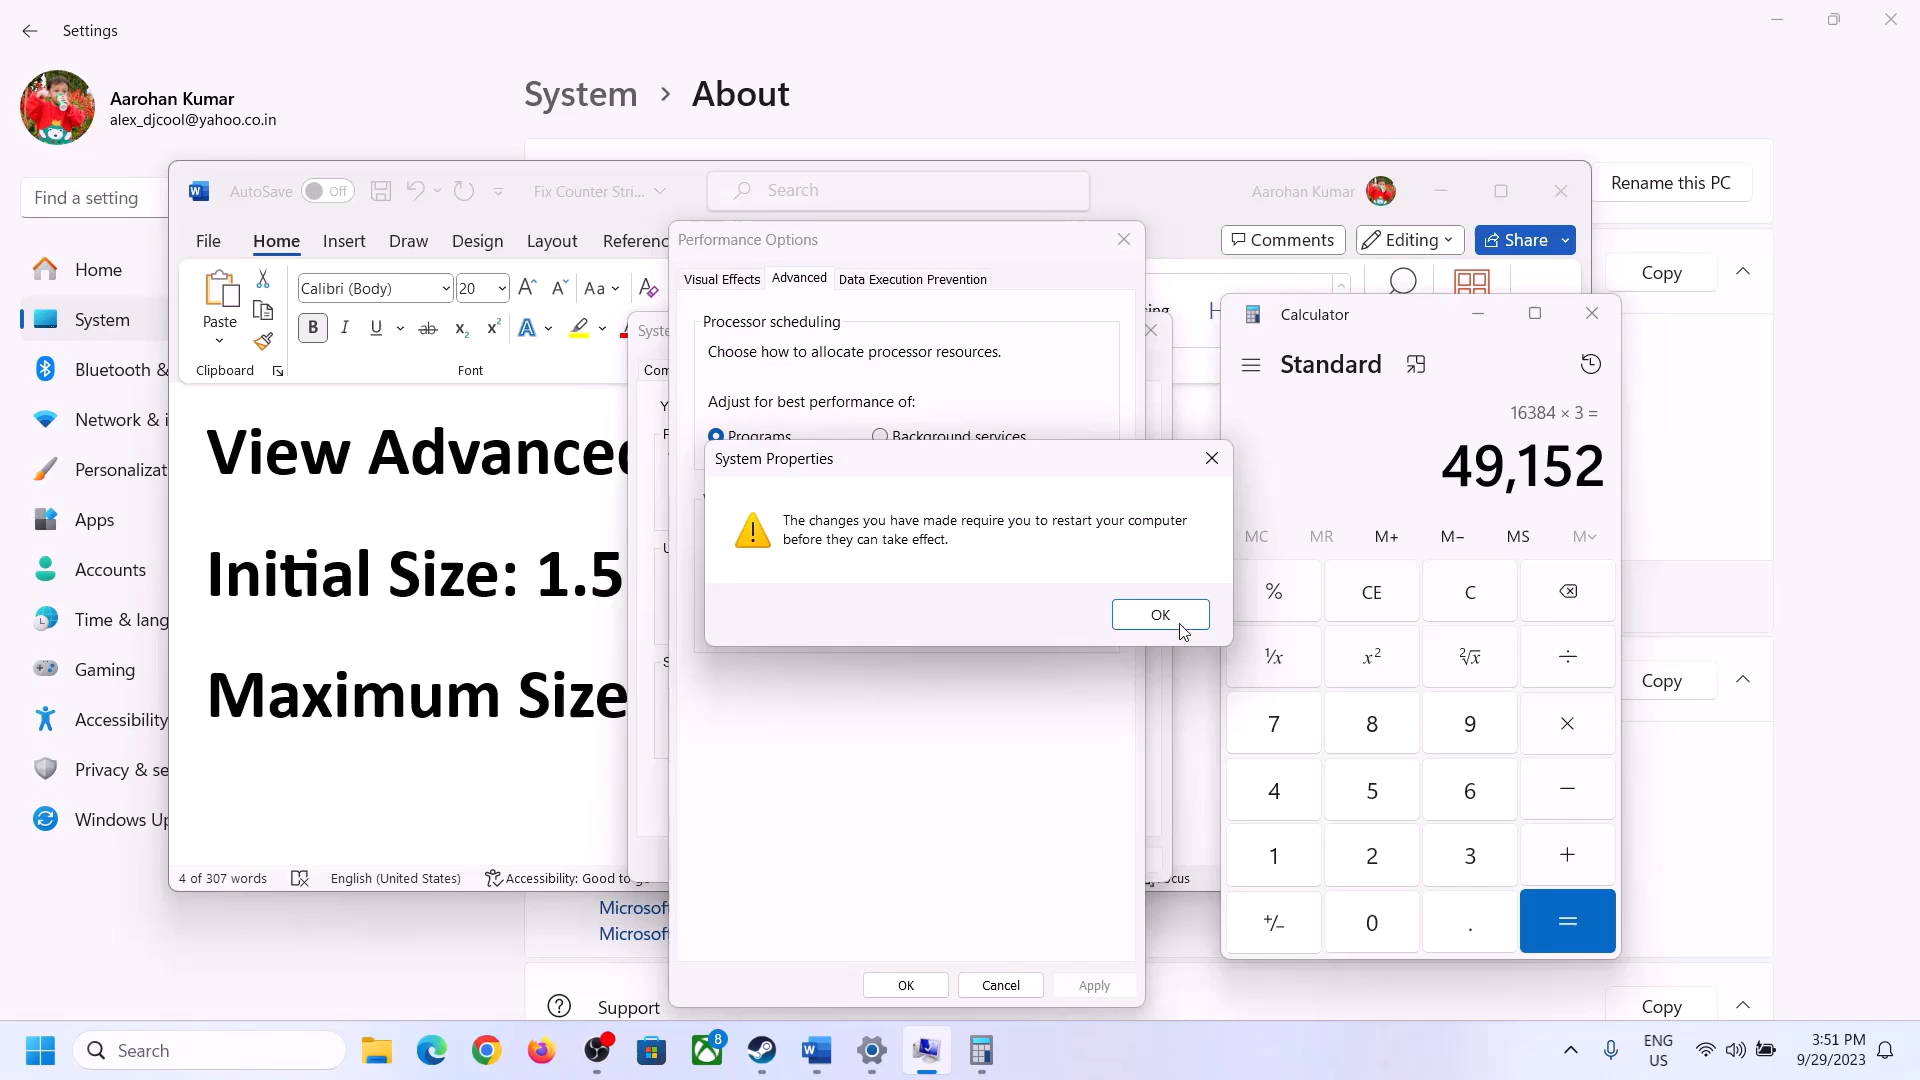 Settings
Aarohan Kumar
alex_djcool@yahoo.co.in
Find a setting
Home
System
Bluetooth &
Network & i
Personalizat
Apps
Accounts
Time & lang
Gaming
Accessibility
Privacy & se
Windows Up
System > About
Rename this PC
Copy
Copy
Copy
Support
Microsof
Microsof
AutoSave Off
Fix Counter Stri...
Search
Aarohan Kumar
File Home Insert Draw Design Layout Referenc
Comments Editing Share
Paste
Calibri (Body) 20
Clipboard
Font
View Advanced
Initial Size: 1.5
Maximum Size
4 of 307 words
English (United States)
Accessibility: Good to
Syste
Com
Performance Options
Visual Effects Advanced Data Execution Prevention
Processor scheduling
Choose how to allocate processor resources.
Adjust for best performance of:
Programs Background services
System Properties
The changes you have made require you to restart your computer
before they can take effect.
OK
OK Cancel Apply
Calculator
Standard
16384 × 3 =
49,152
MC MR M+ M− MS M
% CE C
¹/x x² ²√x ÷
7 8 9 ×
4 5 6 −
1 2 3 +
+/− 0 . =
Search
8
ENG
US
3:51 PM
9/29/2023